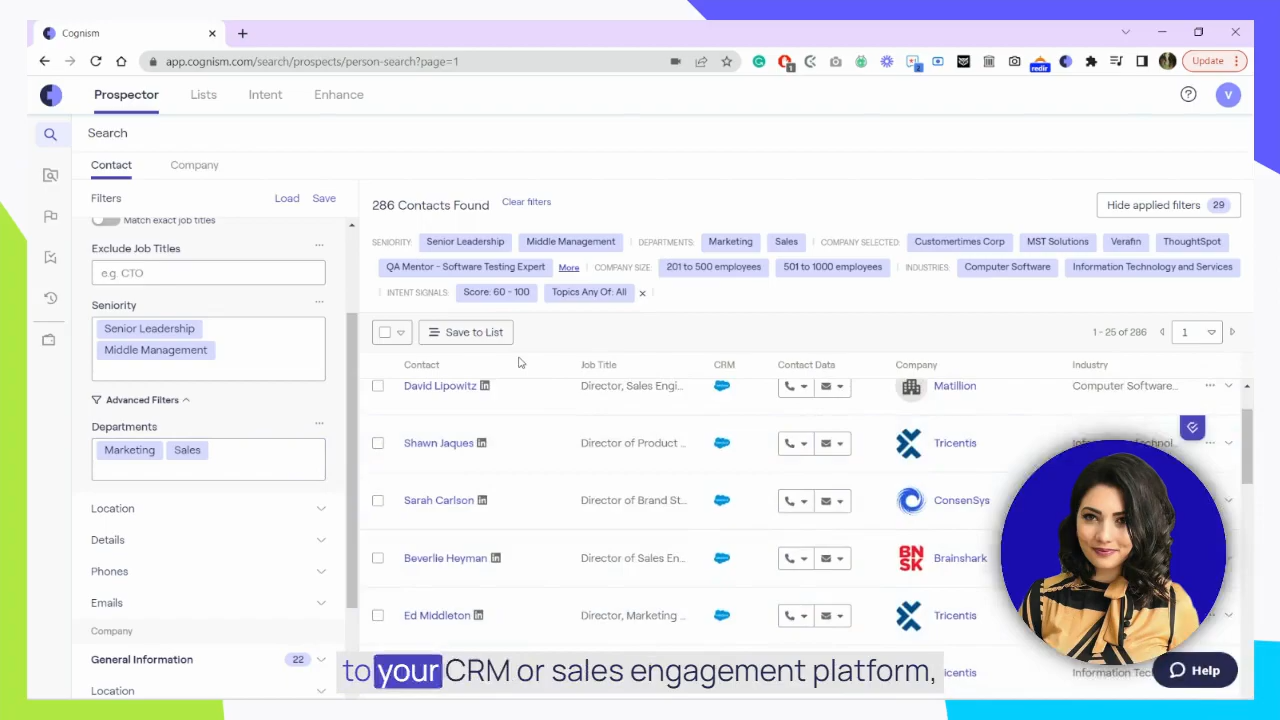 Cognism
app.cognism.com/search/prospects/person-search?page=1
1
2
redir
Update
Prospector
Lists
Intent
Enhance
V
Search
Contact
Company
Filters
Load
Save
Match exact job titles
Exclude Job Titles
e.g. CTO
Seniority
Senior Leadership
Middle Management
Advanced Filters
Departments
Marketing
Sales
Location
Details
Phones
Emails
Company
General Information
22
Location
286 Contacts Found
Clear filters
Hide applied filters 29
SENIORITY: Senior Leadership Middle Management DEPARTMENTS: Marketing Sales COMPANY SELECTED: Customertimes Corp MST Solutions Verafin ThoughtSpot
QA Mentor - Software Testing Expert More COMPANY SIZE: 201 to 500 employees 501 to 1000 employees INDUSTRIES: Computer Software Information Technology and Services
INTENT SIGNALS: Score: 60 - 100 Topics Any Of: All
Save to List
1 - 25 of 286
1
Contact Job Title CRM Contact Data Company Industry
David Lipowitz in Director, Sales Engi... Matillion Computer Software...
Shawn Jaques in Director of Product ... Tricentis
Sarah Carlson in Director of Brand St... ConsenSys
Beverlie Heyman in Director of Sales En... BN SK Brainshark
Ed Middleton in Director, Marketing ... Tricentis
Information Tec
Help
to your CRM or sales engagement platform,